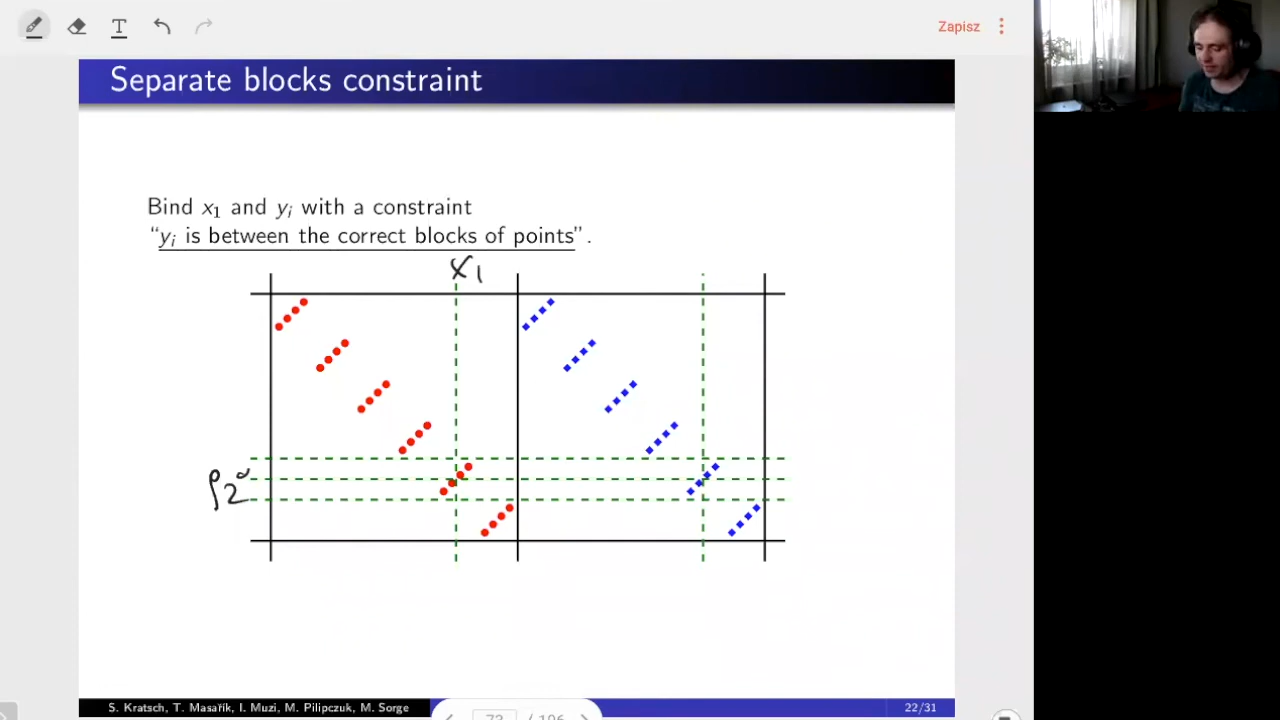 T
Zapisz
Separate blocks constraint
Bind x₁ and yᵢ with a constraint
“yᵢ is between the correct blocks of points”.
X₁
S. Kratsch, T. Masařík, I. Muzi, M. Pilipczuk, M. Sorge
22/31